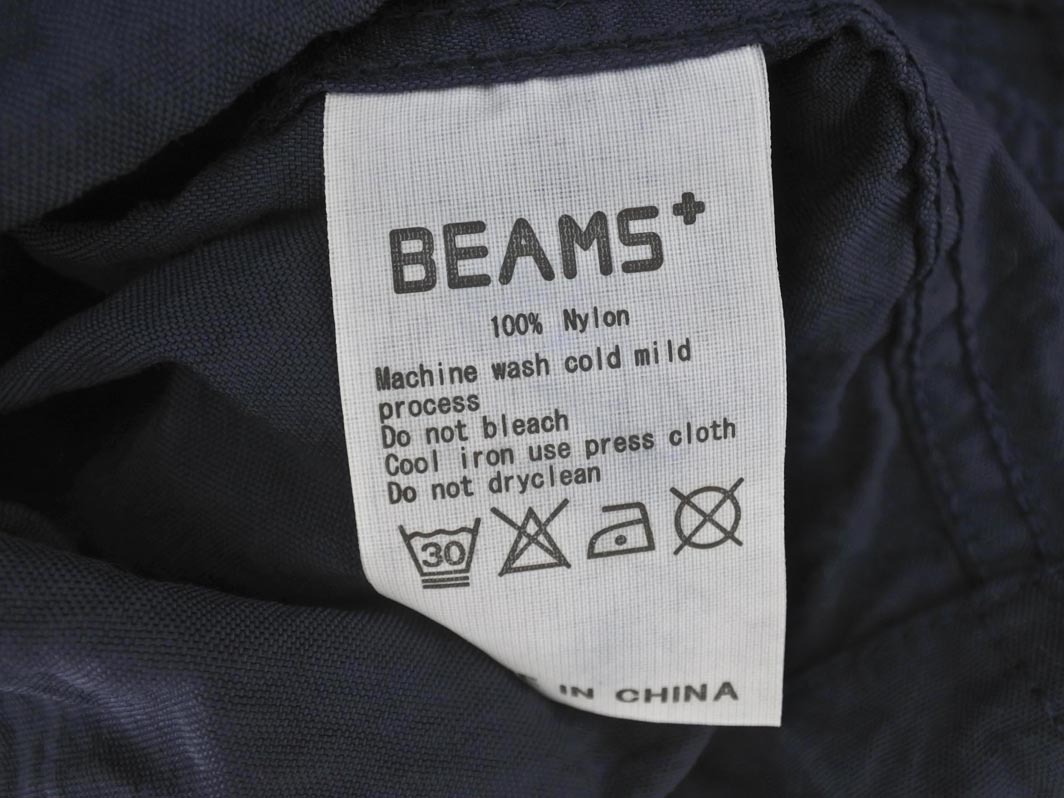 BEAMS+
100% Nylon
Machine wash cold mild
process
Do not bleach
Cool iron use press cloth
Do not dryclean
30
IN CHINA